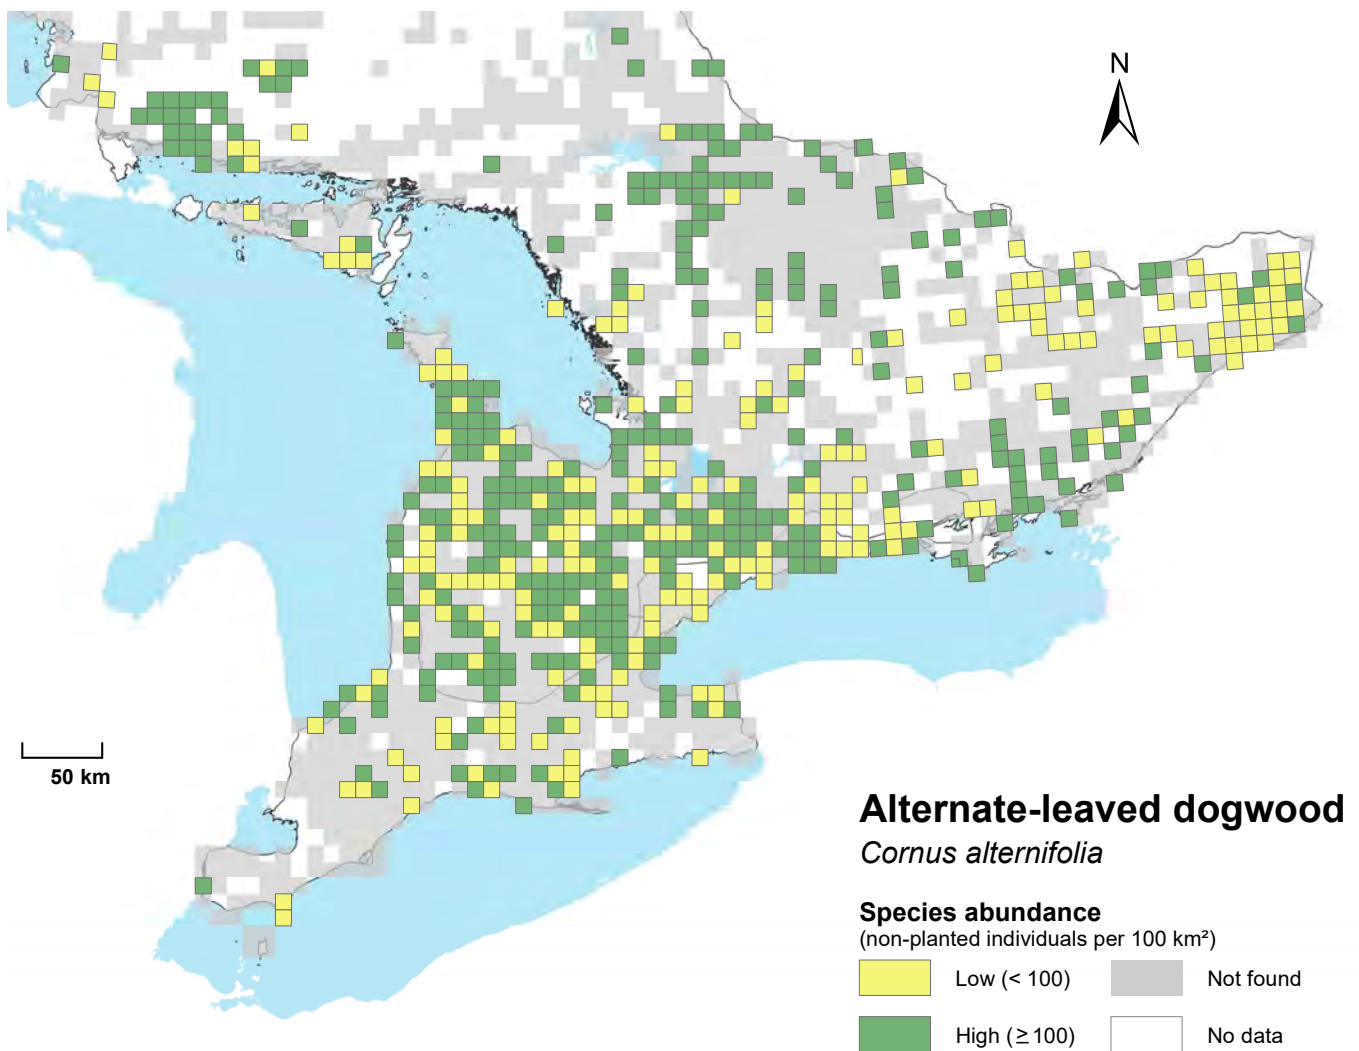 N
50 km
Alternate-leaved dogwood
Cornus alternifolia
Species abundance
(non-planted individuals per 100 km²)
Low (< 100)
Not found
High (≥100)
No data